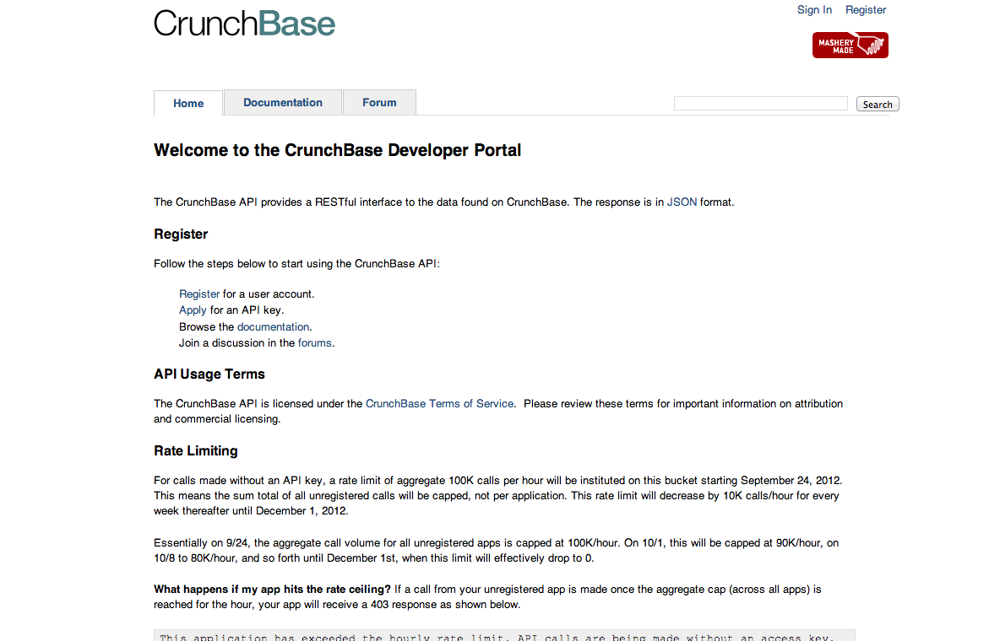 CrunchBase
Sign In Register
MASHERY
MADE
Home Documentation Forum
Search
Welcome to the CrunchBase Developer Portal
The CrunchBase API provides a RESTful interface to the data found on CrunchBase. The response is in JSON format.
Register
Follow the steps below to start using the CrunchBase API:
Register for a user account.
Apply for an API key.
Browse the documentation.
Join a discussion in the forums.
API Usage Terms
The CrunchBase API is licensed under the CrunchBase Terms of Service.  Please review these terms for important information on attribution
and commercial licensing.
Rate Limiting
For calls made without an API key, a rate limit of aggregate 100K calls per hour will be instituted on this bucket starting September 24, 2012.
This means the sum total of all unregistered calls will be capped, not per application. This rate limit will decrease by 10K calls/hour for every
week thereafter until December 1, 2012.
Essentially on 9/24, the aggregate call volume for all unregistered apps is capped at 100K/hour. On 10/1, this will be capped at 90K/hour, on
10/8 to 80K/hour, and so forth until December 1st, when this limit will effectively drop to 0.
What happens if my app hits the rate ceiling? If a call from your unregistered app is made once the aggregate cap (across all apps) is
reached for the hour, your app will receive a 403 response as shown below.
This application has exceeded the hourly rate limit. API calls are being made without an access key.